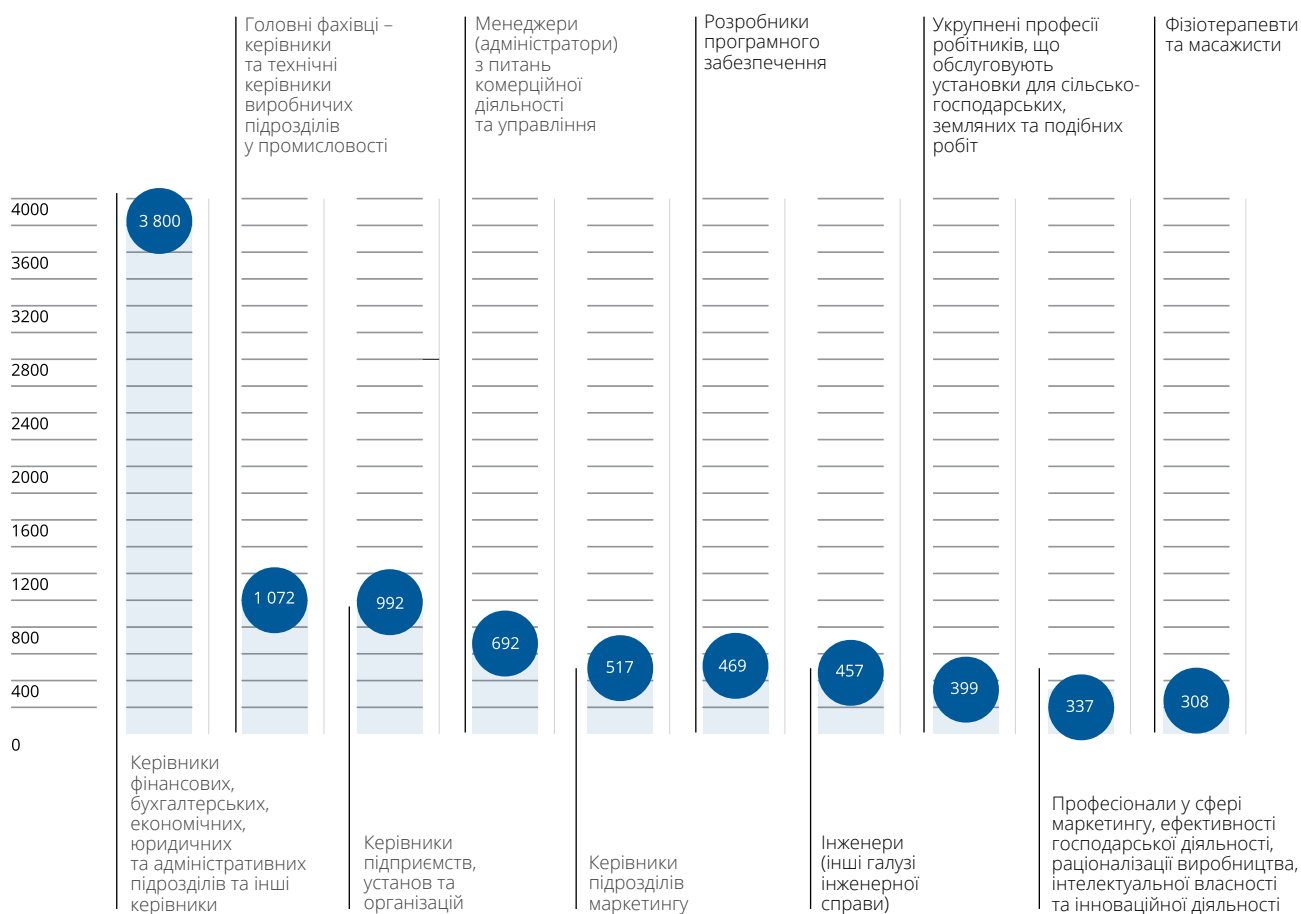 Головні фахівці –
керівники
та технічні
керівники
виробничих
підрозділів
у промисловості
Менеджери
(адміністратори)
з питань
комерційної
діяльності
та управління
Розробники
програмного
забезпечення
Укрупнені професії
робітників, що
обслуговують
установки для сільсько-
господарських,
земляних та подібних
робіт
Фізіотерапевти
та масажисти
4000
3600
3200
2800
2400
2000
1600
1200
800
400
0
3 800
1 072
992
692
517
469
457
399
337
308
Керівники
фінансових,
бухгалтерських,
економічних,
юридичних
та адміністративних
підрозділів та інші
керівники
Керівники
підприємств,
установ та
організацій
Керівники
підрозділів
маркетингу
Інженери
(інші галузі
інженерної
справи)
Професіонали у сфері
маркетингу, ефективності
господарської діяльності,
раціоналізації виробництва,
інтелектуальної власності
та інноваційної діяльності